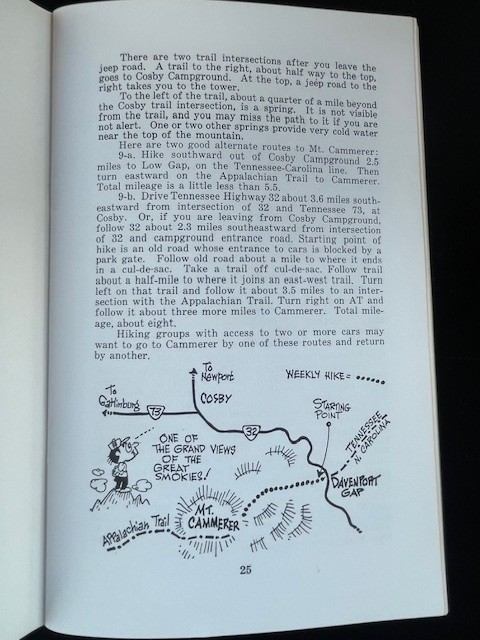 There are two trail intersections after you leave the
jeep road. A trail to the right, about half way to the top,
goes to Cosby Campground. At the top, a jeep road to the
right takes you to the tower.
To the left of the trail, about a quarter of a mile beyond
the Cosby trail intersection, is a spring. It is not visible
from the trail, and you may miss the path to it if you are
not alert. One or two other springs provide very cold water
near the top of the mountain.
Here are two good alternate routes to Mt. Cammerer:
9-a. Hike southward out of Cosby Campground 2.5
miles to Low Gap, on the Tennessee-Carolina line. Then
turn eastward on the Appalachian Trail to Cammerer.
Total mileage is a little less than 5.5.
9-b. Drive Tennessee Highway 32 about 3.6 miles south-
eastward from intersection of 32 and Tennessee 73, at
Cosby. Or, if you are leaving from Cosby Campground,
follow 32 about 2.3 miles southeastward from intersection
of 32 and campground entrance road. Starting point of
hike is an old road whose entrance to cars is blocked by a
park gate. Follow old road about a mile to where it ends
in a cul-de-sac. Take a trail off cul-de-sac. Follow trail
about a half-mile to where it joins an east-west trail. Turn
left on that trail and follow it about 3.5 miles to an inter-
section with the Appalachian Trail. Turn right on AT and
follow it about three more miles to Cammerer. Total mile-
age, about eight.
Hiking groups with access to two or more cars may
want to go to Cammerer by one of these routes and return
by another.
To
Newport
WEEKLY HIKE =
To
Gatlinburg
73
COSBY
32
STARTING
POINT
TENNESSEE
N. CAROLINA
ONE OF
THE GRAND VIEWS
OF THE
GREAT
SMOKIES!
DAVENPORT
GAP
MT.
CAMMERER
Appalachian Trail
25